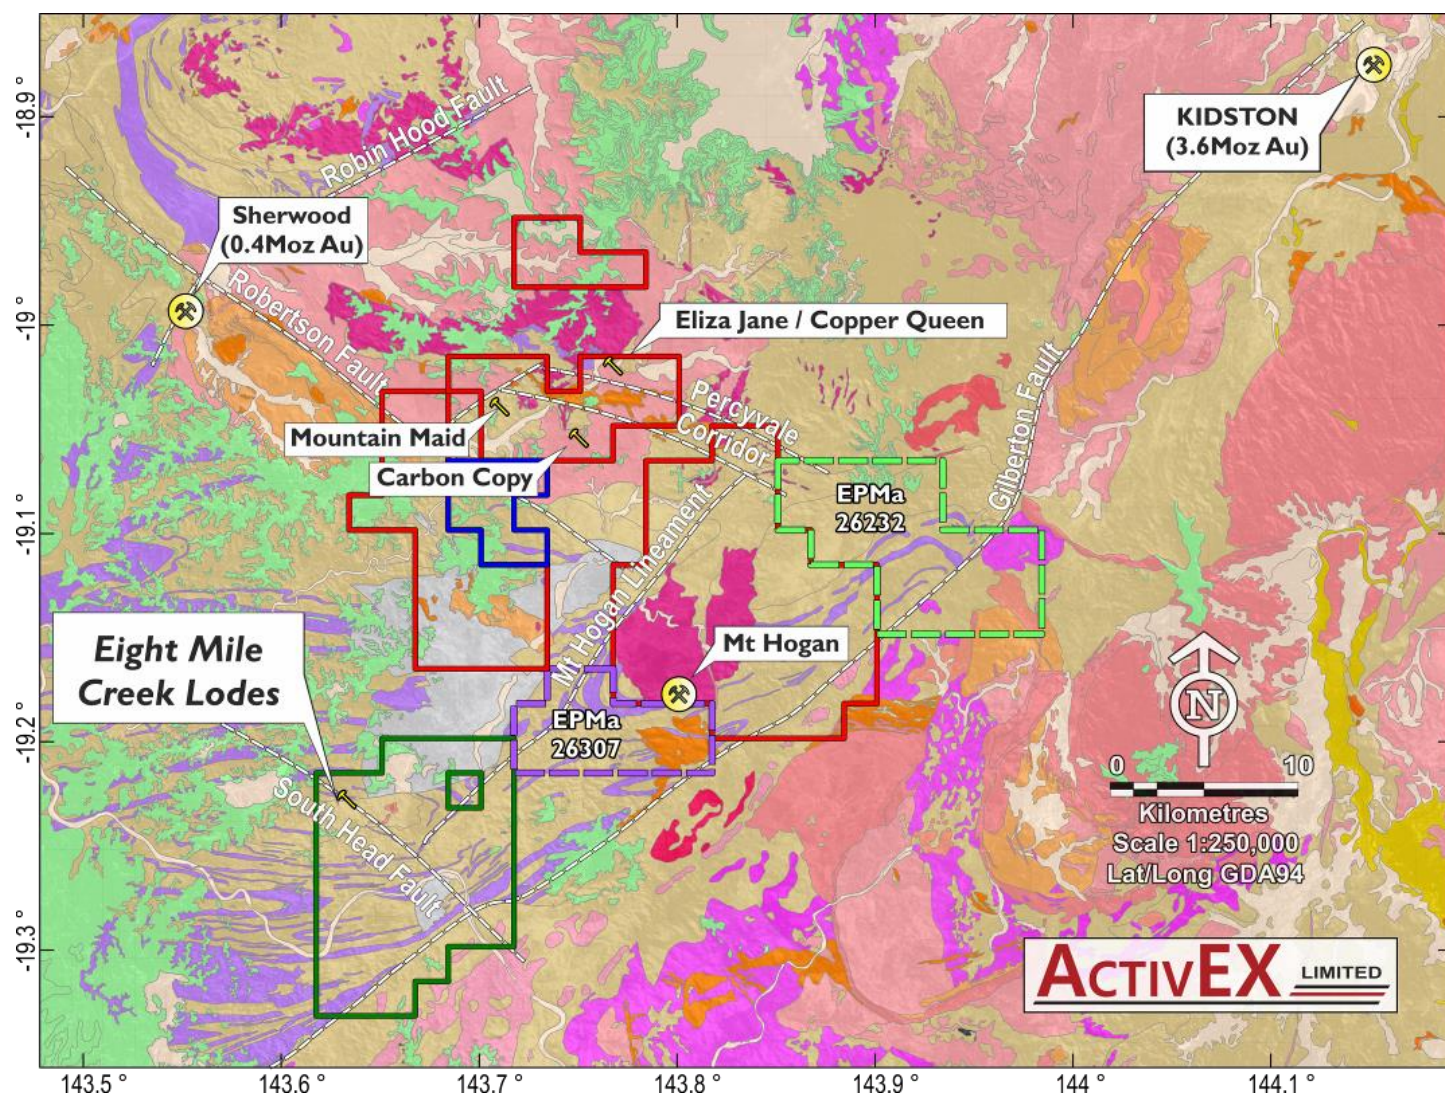 -18.9 °
-19 °
-19.1 °
-19.2 °
-19.3 °
Robin Hood Fault
KIDSTON
(3.6Moz Au)
Sherwood
(0.4Moz Au)
Robertson Fault
Eliza Jane / Copper Queen
Mountain Maid
Carbon Copy
Percyvale
Corridor
Gilberton Fault
EPMa
26232
Mt Hogan Lineament
Mt Hogan
Eight Mile
Creek Lodes
EPMa
26307
South Head Fault
N
0 10
Kilometres
Scale 1:250,000
Lat/Long GDA94
ACTIVEX LIMITED
143.5 ° 143.6 ° 143.7 ° 143.8 ° 143.9 ° 144 ° 144.1 °